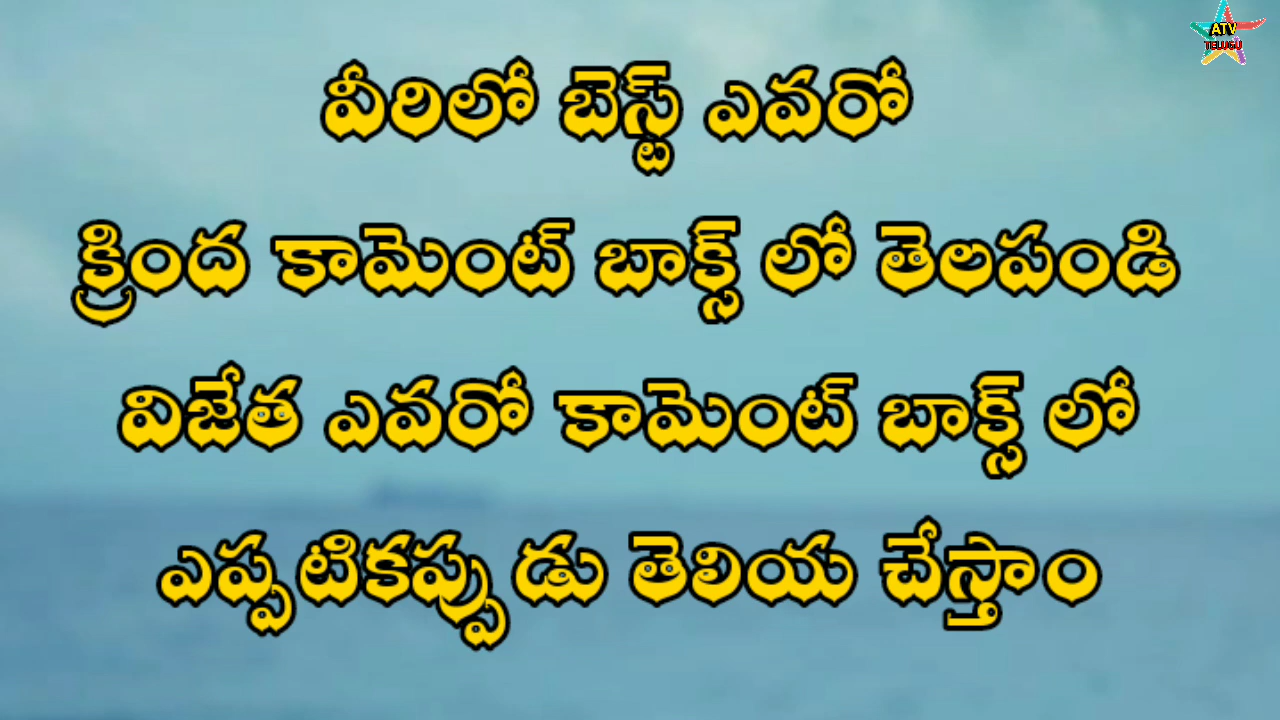 ATV
TELUGU
వీరిలో బెస్ట్ ఎవరో
క్రింద కామెంట్ బాక్స్ లో తెలపండి
విజేత ఎవరో కామెంట్ బాక్స్ లో
ఎప్పటికప్పుడు తెలియ చేస్తాం